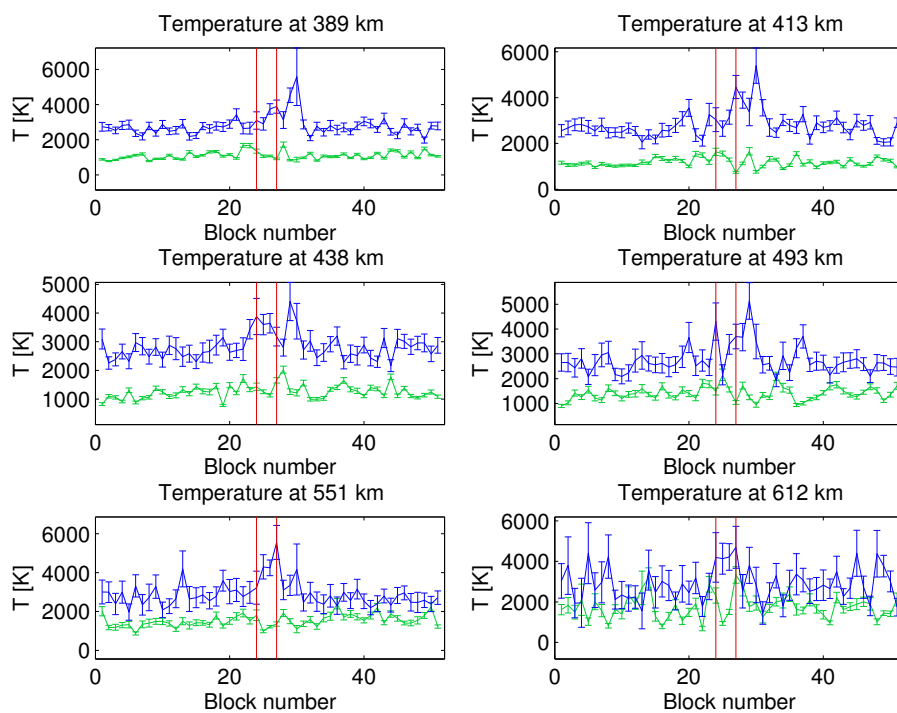 Temperature at 389 km
T [K]
6000
4000
2000
0
0
20
40
Block number
Temperature at 413 km
T [K]
6000
4000
2000
0
0
20
40
Block number
Temperature at 438 km
T [K]
5000
4000
3000
2000
1000
0
20
40
Block number
Temperature at 493 km
T [K]
5000
4000
3000
2000
1000
0
20
40
Block number
Temperature at 551 km
T [K]
6000
4000
2000
0
0
20
40
Block number
Temperature at 612 km
T [K]
6000
4000
2000
0
0
20
40
Block number